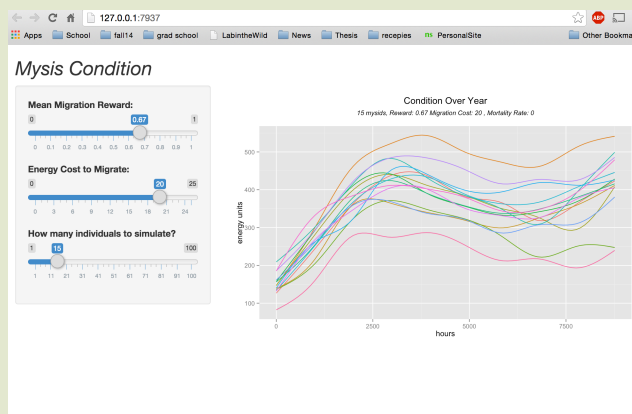 127.0.0.1:7937
ABP
Apps School fall14 grad school LabintheWild News Thesis recepies ns PersonalSite Other Bookma
Mysis Condition
Mean Migration Reward:
0 0.67 1
0 0.1 0.2 0.3 0.4 0.5 0.6 0.7 0.8 0.9 1
Energy Cost to Migrate:
0 20 25
0 3 6 9 12 15 18 21 24
How many individuals to simulate?
1 15 100
1 11 21 31 41 51 61 71 81 91 100
Condition Over Year
15 mysids, Reward: 0.67 Migration Cost: 20 , Mortality Rate: 0
energy units
500
400
300
200
100
0 2500 5000 7500
hours